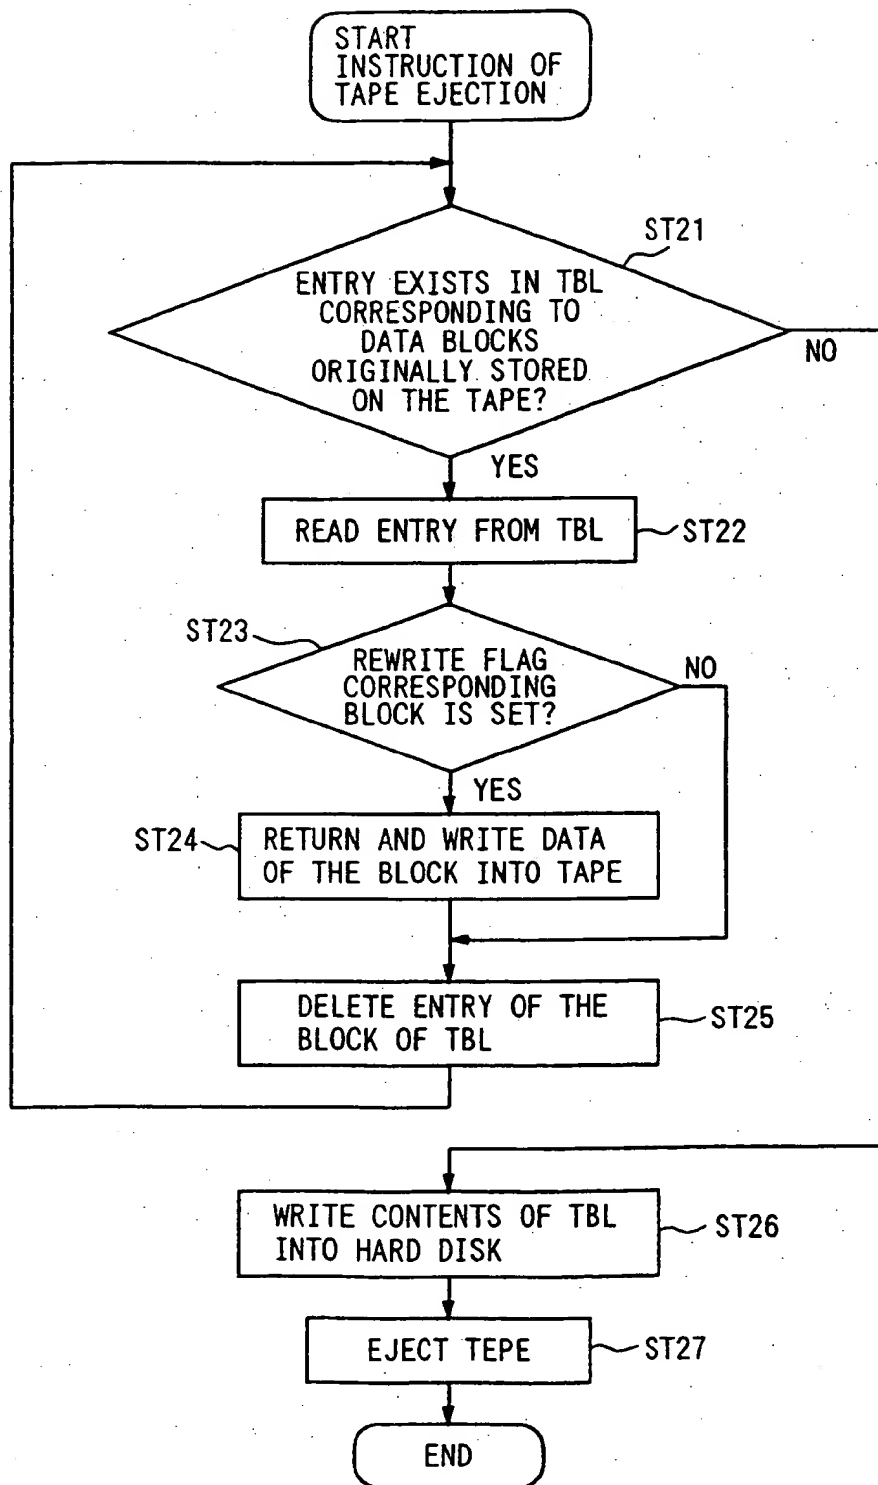 START
INSTRUCTION OF
TAPE EJECTION
ST21
ENTRY EXISTS IN TBL
CORRESPONDING TO
DATA BLOCKS
ORIGINALLY STORED
ON THE TAPE?
NO
YES
READ ENTRY FROM TBL
ST22
ST23
REWRITE FLAG
CORRESPONDING
BLOCK IS SET?
NO
YES
ST24
RETURN AND WRITE DATA
OF THE BLOCK INTO TAPE
DELETE ENTRY OF THE
BLOCK OF TBL
ST25
WRITE CONTENTS OF TBL
INTO HARD DISK
ST26
EJECT TEPE
ST27
END